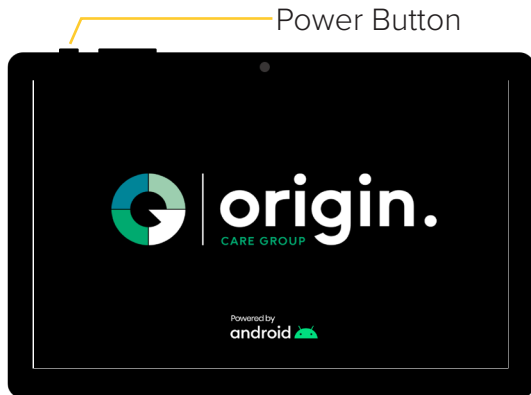 Power Button
origin.
CARE GROUP
Powered by
android